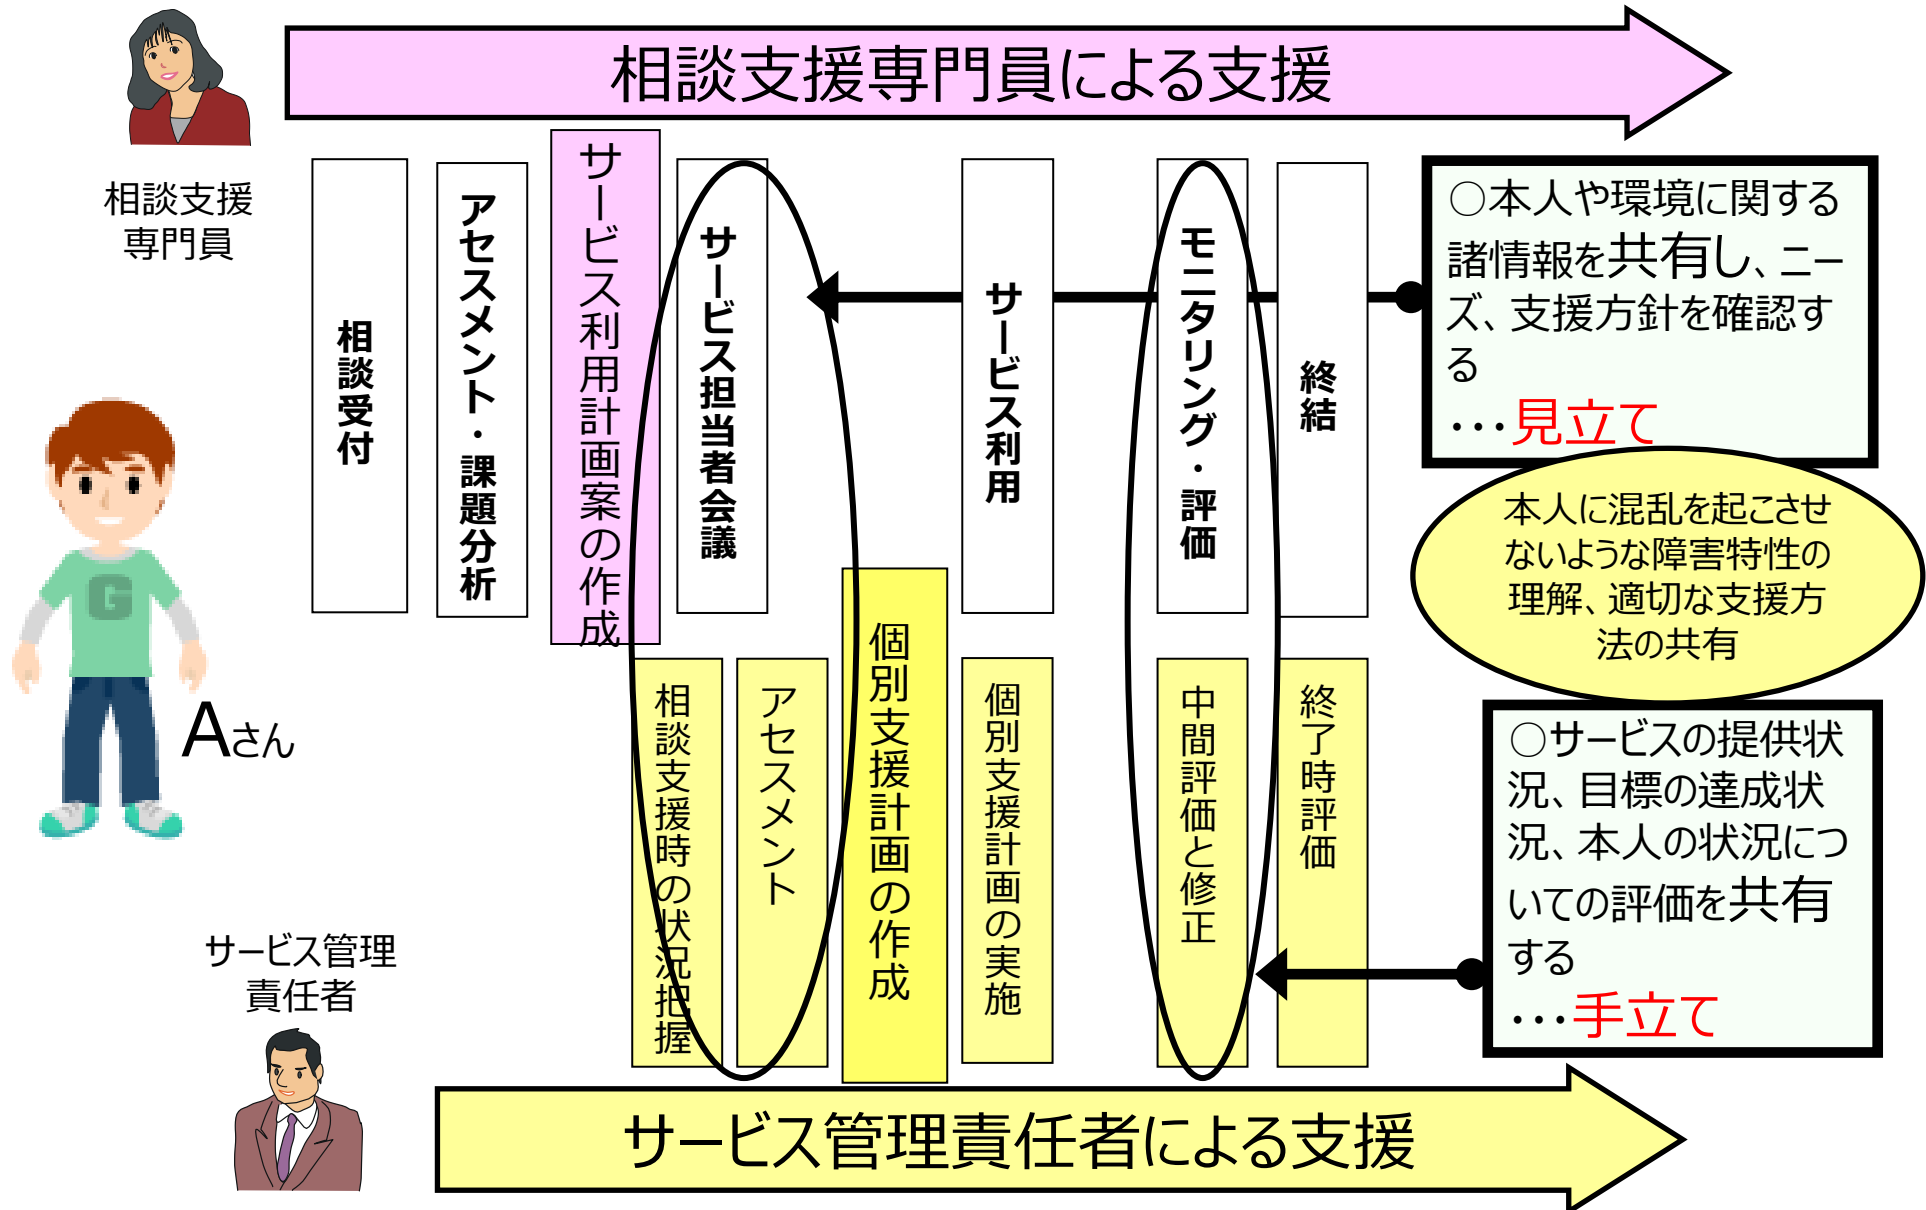 相談支援専門員による支援
相談支援
専門員
相談受付
アセスメント・課題分析
サービス利用計画案の作成
サービス担当者会議
サービス利用
モニタリング・評価
終結
○本人や環境に関する
諸情報を共有し、ニー
ズ、支援方針を確認す
る
・・・見立て
本人に混乱を起こさせ
ないような障害特性の
理解、適切な支援方
法の共有
G
Aさん
相談支援時の状況把握
アセスメント
個別支援計画の作成
個別支援計画の実施
中間評価と修正
終了時評価
○サービスの提供状
況、目標の達成状
況、本人の状況につ
いての評価を共有
する
・・・手立て
サービス管理
責任者
サービス管理責任者による支援